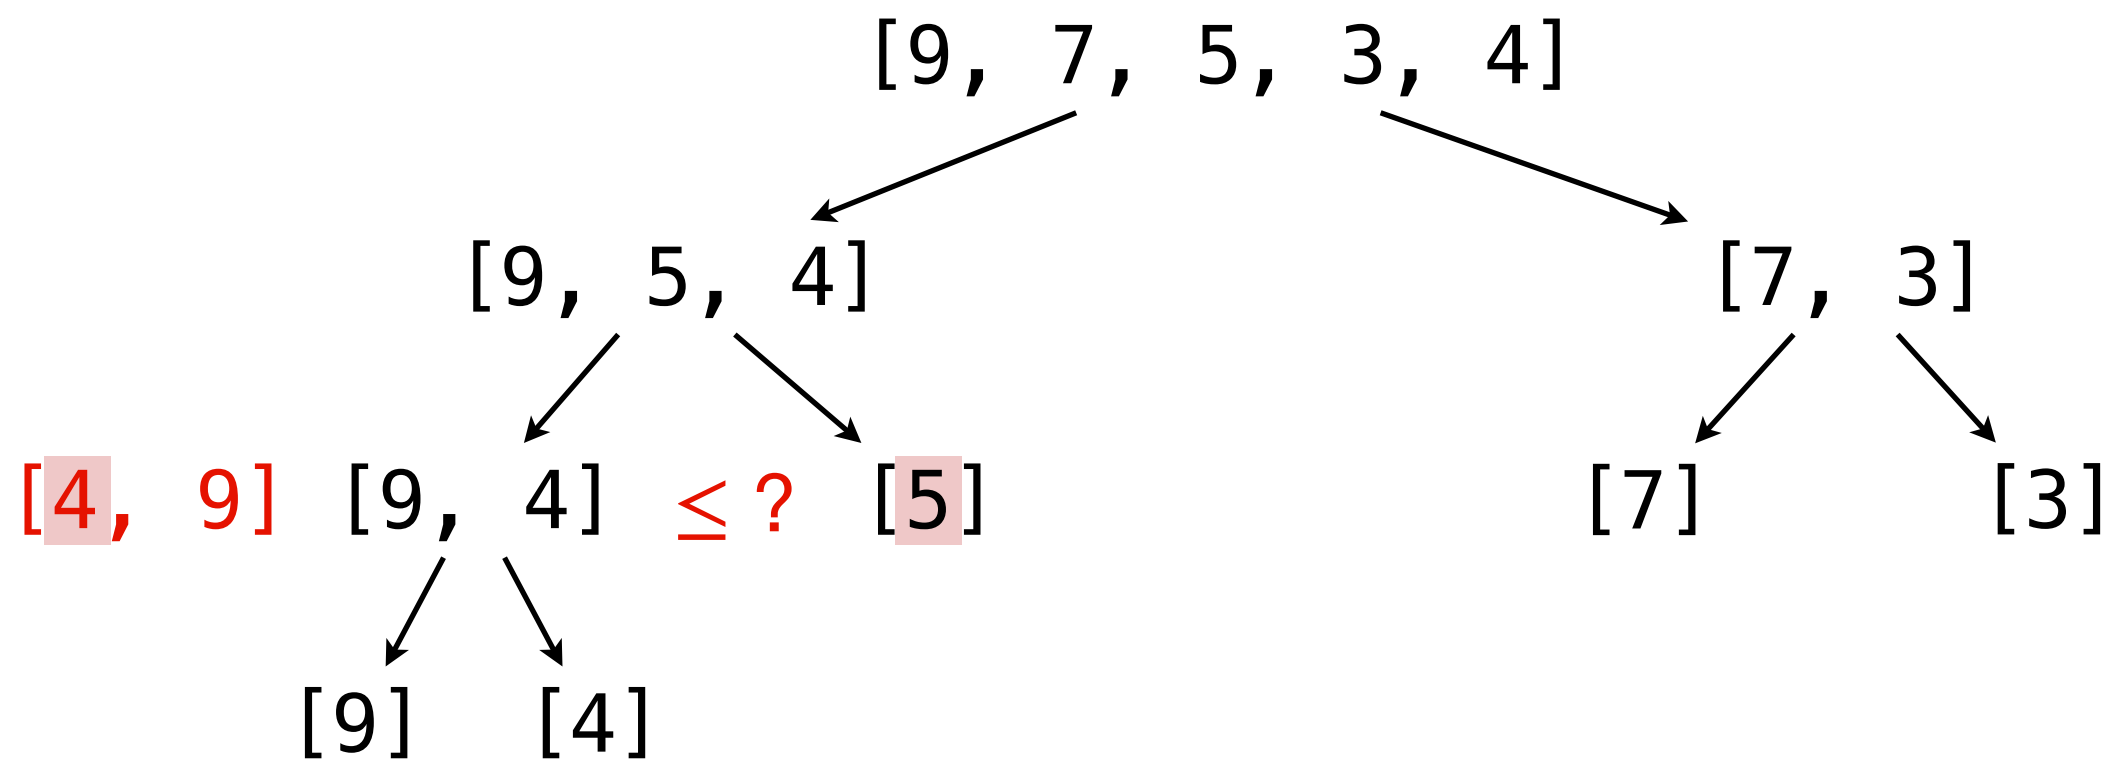 [9, 7, 5, 3, 4]
[9, 5, 4] [7, 3]
[4, 9] [9, 4] ≤ ? [5] [7] [3]
[9] [4]